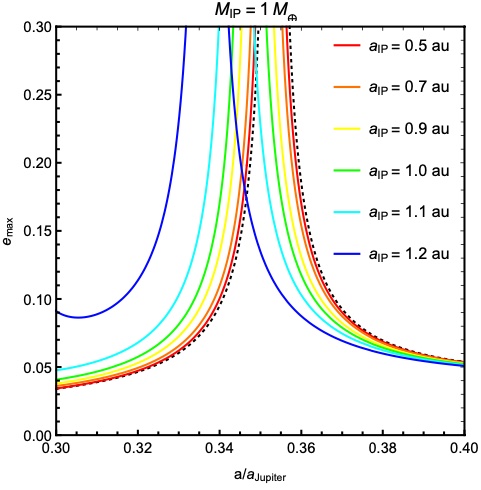 M_IP = 1 M_⊕
0.30
0.25
0.20
0.15
0.10
0.05
0.00
e_max
a_IP = 0.5 au
a_IP = 0.7 au
a_IP = 0.9 au
a_IP = 1.0 au
a_IP = 1.1 au
a_IP = 1.2 au
0.30 0.32 0.34 0.36 0.38 0.40
a/a_Jupiter